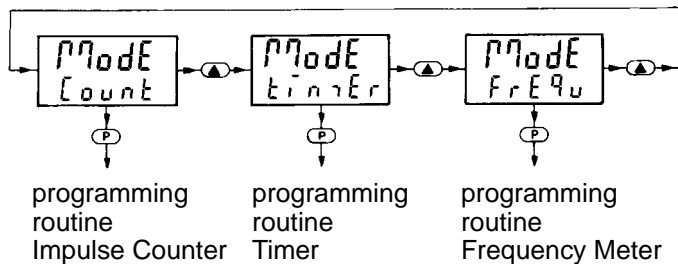 ModE ModE ModE
Count timEr FrEqu
P P P
programming programming programming
routine routine routine
Impulse Counter Timer Frequency Meter